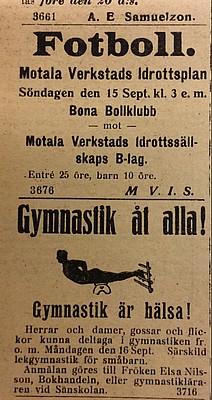 före den 20 d:s.
3661 A. E Samuelzon.
Fotboll.
Motala Verkstads Idrottsplan
Söndagen den 15 Sept. kl. 3 e. m.
Bona Bollklubb
— mot —
Motala Verkstads Idrottssäll-
skaps B-lag.
Entré 25 öre, barn 10 öre.
3676 M V. I. S.
Gymnastik åt alla!
Gymnastik är hälsa!
Herrar och damer, gossar och flic-
kor kunna deltaga i gymnastiken fr.
o. m. Måndagen den 16 Sept. Särskild
lekgymnastik för småbarn.
Anmälan göres till Fröken Elsa Nils-
son, Bokhandeln, eller gymnastiklära-
ren vid Sånskolan. 3716